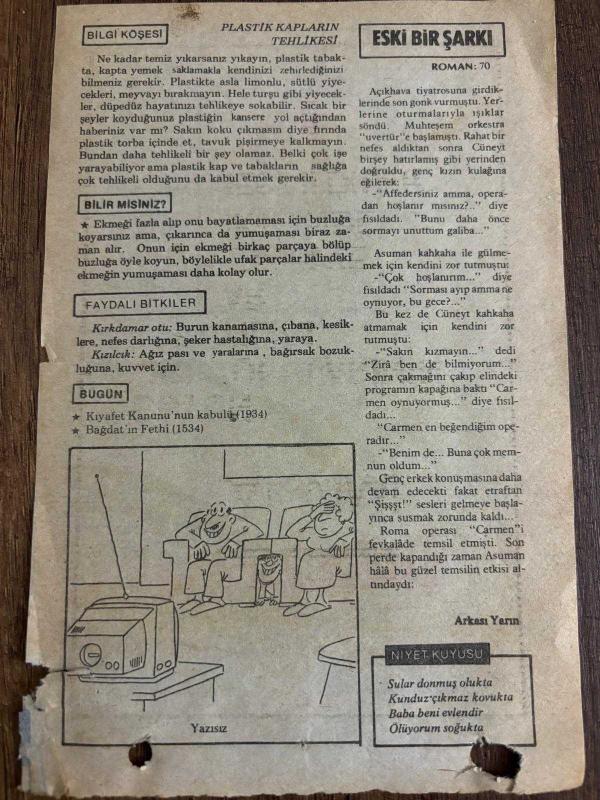 BİLGİ KÖŞESİ
PLASTİK KAPLARIN
TEHLİKESİ
Ne kadar temiz yıkarsanız yıkayın, plastik tabak-
ta, kapta yemek saklamakla kendinizi zehirlediğinizi
bilmeniz gerekir. Plastikte asla limonlu, sütlü yiye-
cekleri, meyvayı bırakmayın. Hele turşu gibi yiyecek-
ler, düpedüz hayatınızı tehlikeye sokabilir. Sıcak bir
şeyler koyduğunuz plastiğin kansere yol açtığından
haberiniz var mı? Sakın koku çıkmasın diye fırında
plastik torba içinde et, tavuk pişirmeye kalkmayın.
Bundan daha tehlikeli bir şey olamaz. Belki çok işe
yarayabiliyor ama plastik kap ve tabakların sağlığa
çok tehlikeli olduğunu da kabul etmek gerekir.
BİLİR MİSİNİZ?
★ Ekmeği fazla alıp onu bayatlamaması için buzluğa
koyarsınız ama, çıkarınca da yumuşaması biraz za-
man alır. Onun için ekmeği birkaç parçaya bölüp
buzluğa öyle koyun, böylelikle ufak parçalar halindeki
ekmeğin yumuşaması daha kolay olur.
FAYDALI BİTKİLER
Kırkdamar otu: Burun kanamasına, çıbana, kesik-
lere, nefes darlığına, şeker hastalığına, yaraya.
Kızılcık: Ağız pası ve yaralarına , bağırsak bozuk-
luğuna, kuvvet için.
BUGÜN
★ Kıyafet Kanunu'nun kabulü (1934)
★ Bağdat'ın Fethi (1534)
Yazısız
ESKİ BİR ŞARKI
ROMAN: 70
Açıkhava tiyatrosuna girdik-
lerinde son gonk vurmuştu. Yer-
lerine oturmalarıyla ışıklar
söndü. Muhteşem orkestra
"uvertür"e başlamıştı. Rahat bir
nefes aldıktan sonra Cüneyt
birşey hatırlamış gibi yerinden
doğruldu, genç kızın kulağına
eğilerek:
-"Affedersiniz amma, opera-
dan hoşlanır mısınız?.." diye
fısıldadı. "Bunu daha önce
sormayı unuttum galiba..."
Asuman kahkaha ile gülme-
mek için kendini zor tutmuştu:
-"Çok hoşlanırım..." diye
fısıldadı "Sorması ayıp amma ne
oynuyor, bu gece?..."
Bu kez de Cüneyt kahkaha
atmamak için kendini zor
tutmuştu:
-"Sakın kızmayın..." dedi
"Zirâ ben de bilmiyorum..."
Sonra çakmağını çakıp elindeki
programın kapağına baktı "Car-
men oynuyormuş..." diye fısıl-
dadı...
"Carmen en beğendiğim ope-
radır..."
-"Benim de... Buna çok mem-
nun oldum..."
Genç erkek konuşmasına daha
devam edecekti fakat etraftan
"Şişşşt!" sesleri gelmeye başla-
yınca susmak zorunda kaldı...
Roma operası "Carmen"i
fevkalâde temsil etmişti. Son
perde kapandığı zaman Asuman
hâlâ bu güzel temsilin etkisi al-
tındaydı:
Arkası Yarın
NİYET KUYUSU
Sular donmuş olukta
Kunduz çıkmaz kovukta
Baba beni evlendir
Ölüyorum soğukta